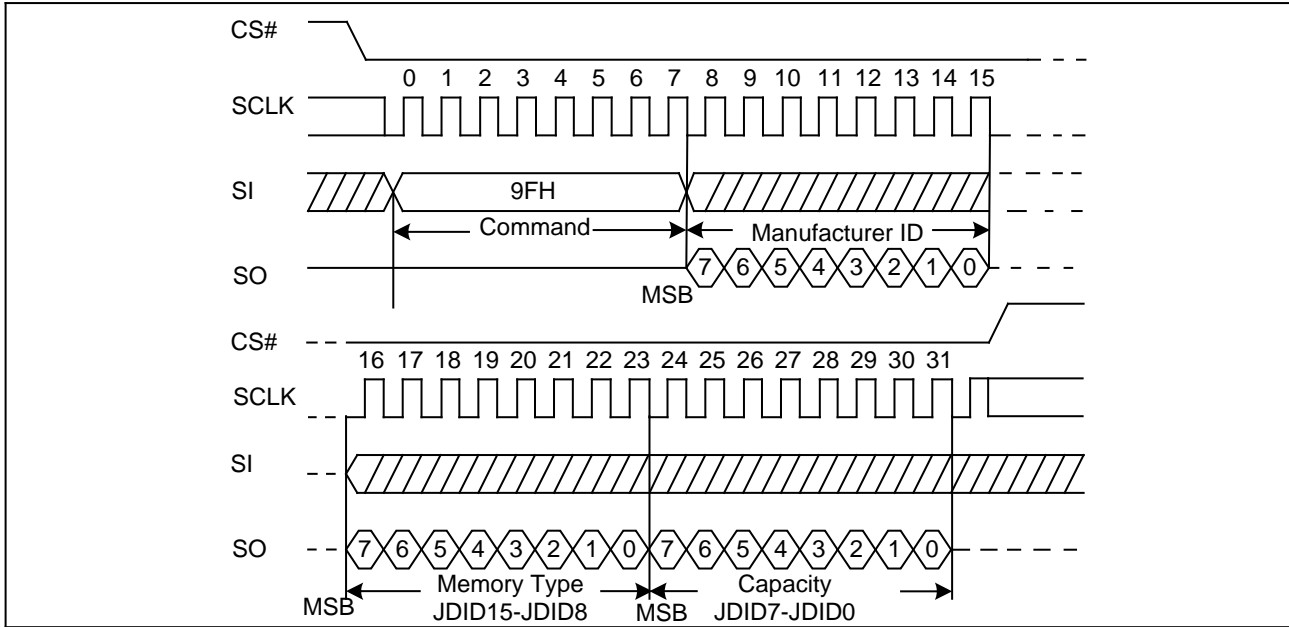 CS#
0 1 2 3 4 5 6 7 8 9 10 11 12 13 14 15
SCLK
SI
9FH
Command
Manufacturer ID
SO
7 6 5 4 3 2 1 0
MSB
CS#
16 17 18 19 20 21 22 23 24 25 26 27 28 29 30 31
SCLK
SI
SO
7 6 5 4 3 2 1 0 7 6 5 4 3 2 1 0
Memory Type Capacity
MSB JDID15-JDID8 MSB JDID7-JDID0